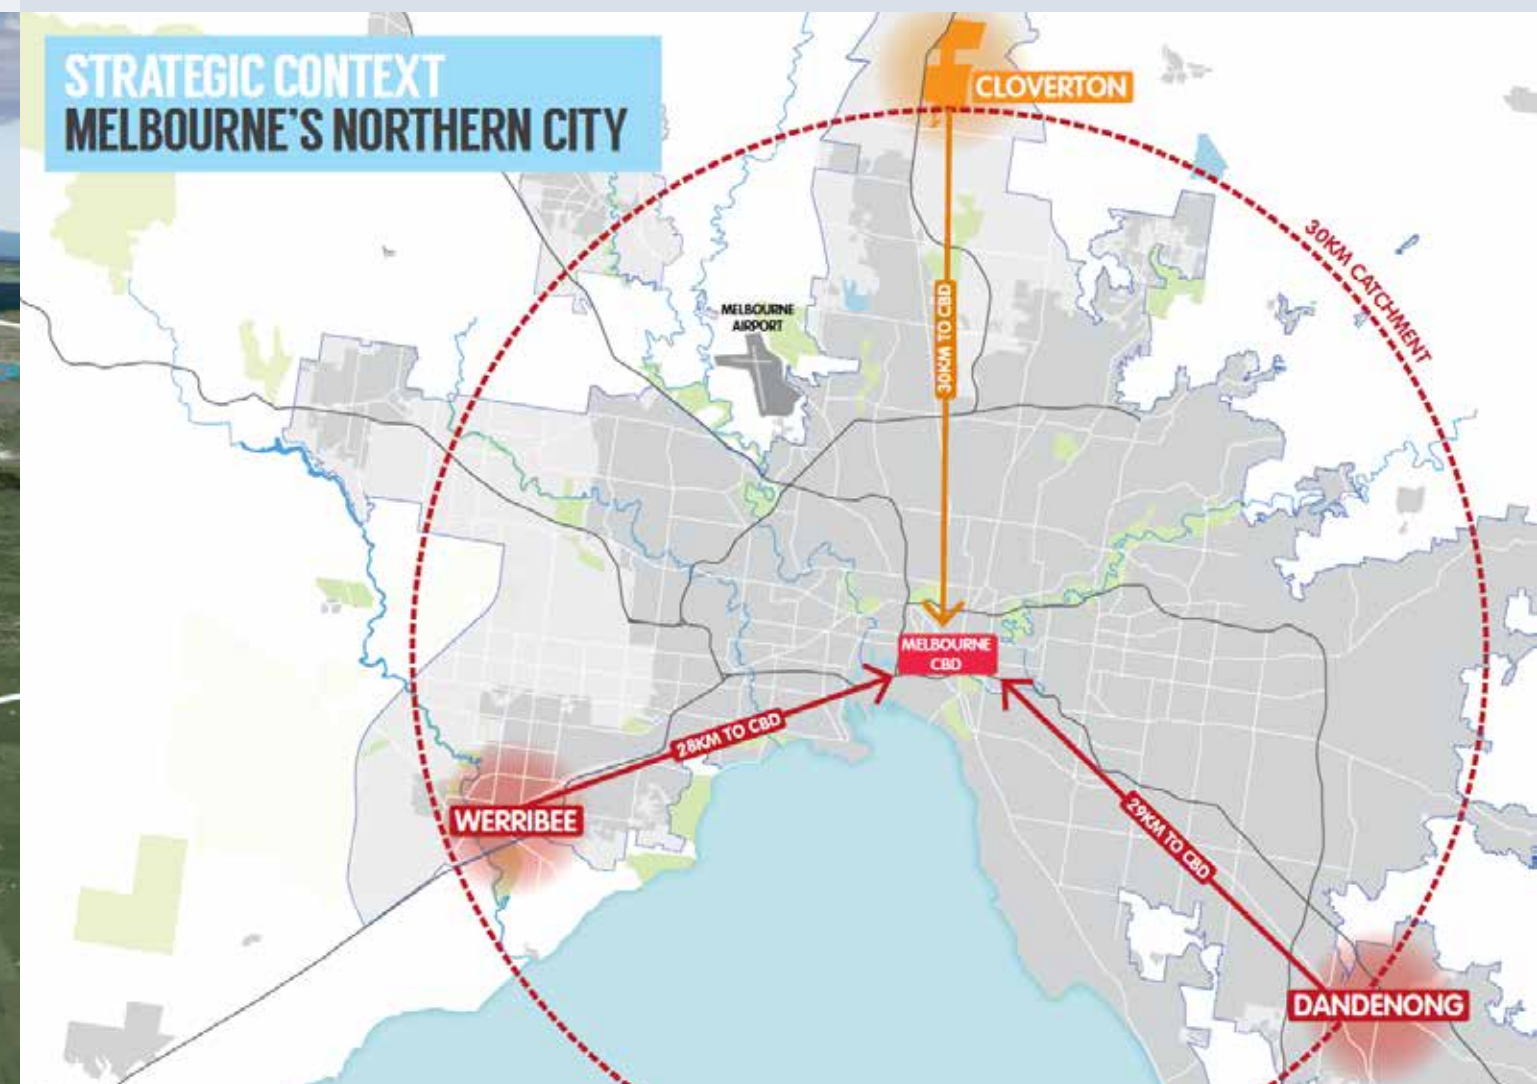 STRATEGIC CONTEXT
MELBOURNE'S NORTHERN CITY
CLOVERTON
30KM CATCHMENT
30KM TO CBD
MELBOURNE
AIRPORT
MELBOURNE
CBD
28KM TO CBD
WERRIBEE
29KM TO CBD
DANDENONG